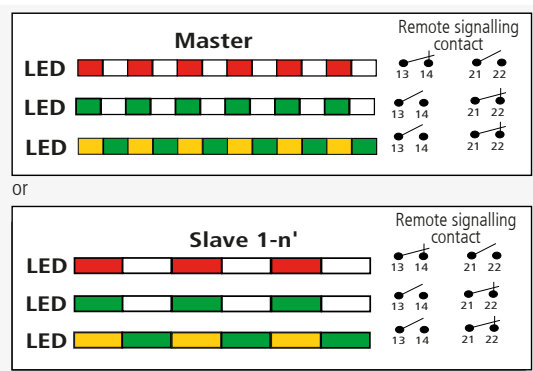 Master
Remote signalling
contact
LED
13 14 21 22
LED
13 14 21 22
LED
13 14 21 22
or
Slave 1-n'
Remote signalling
contact
LED
13 14 21 22
LED
13 14 21 22
LED
13 14 21 22